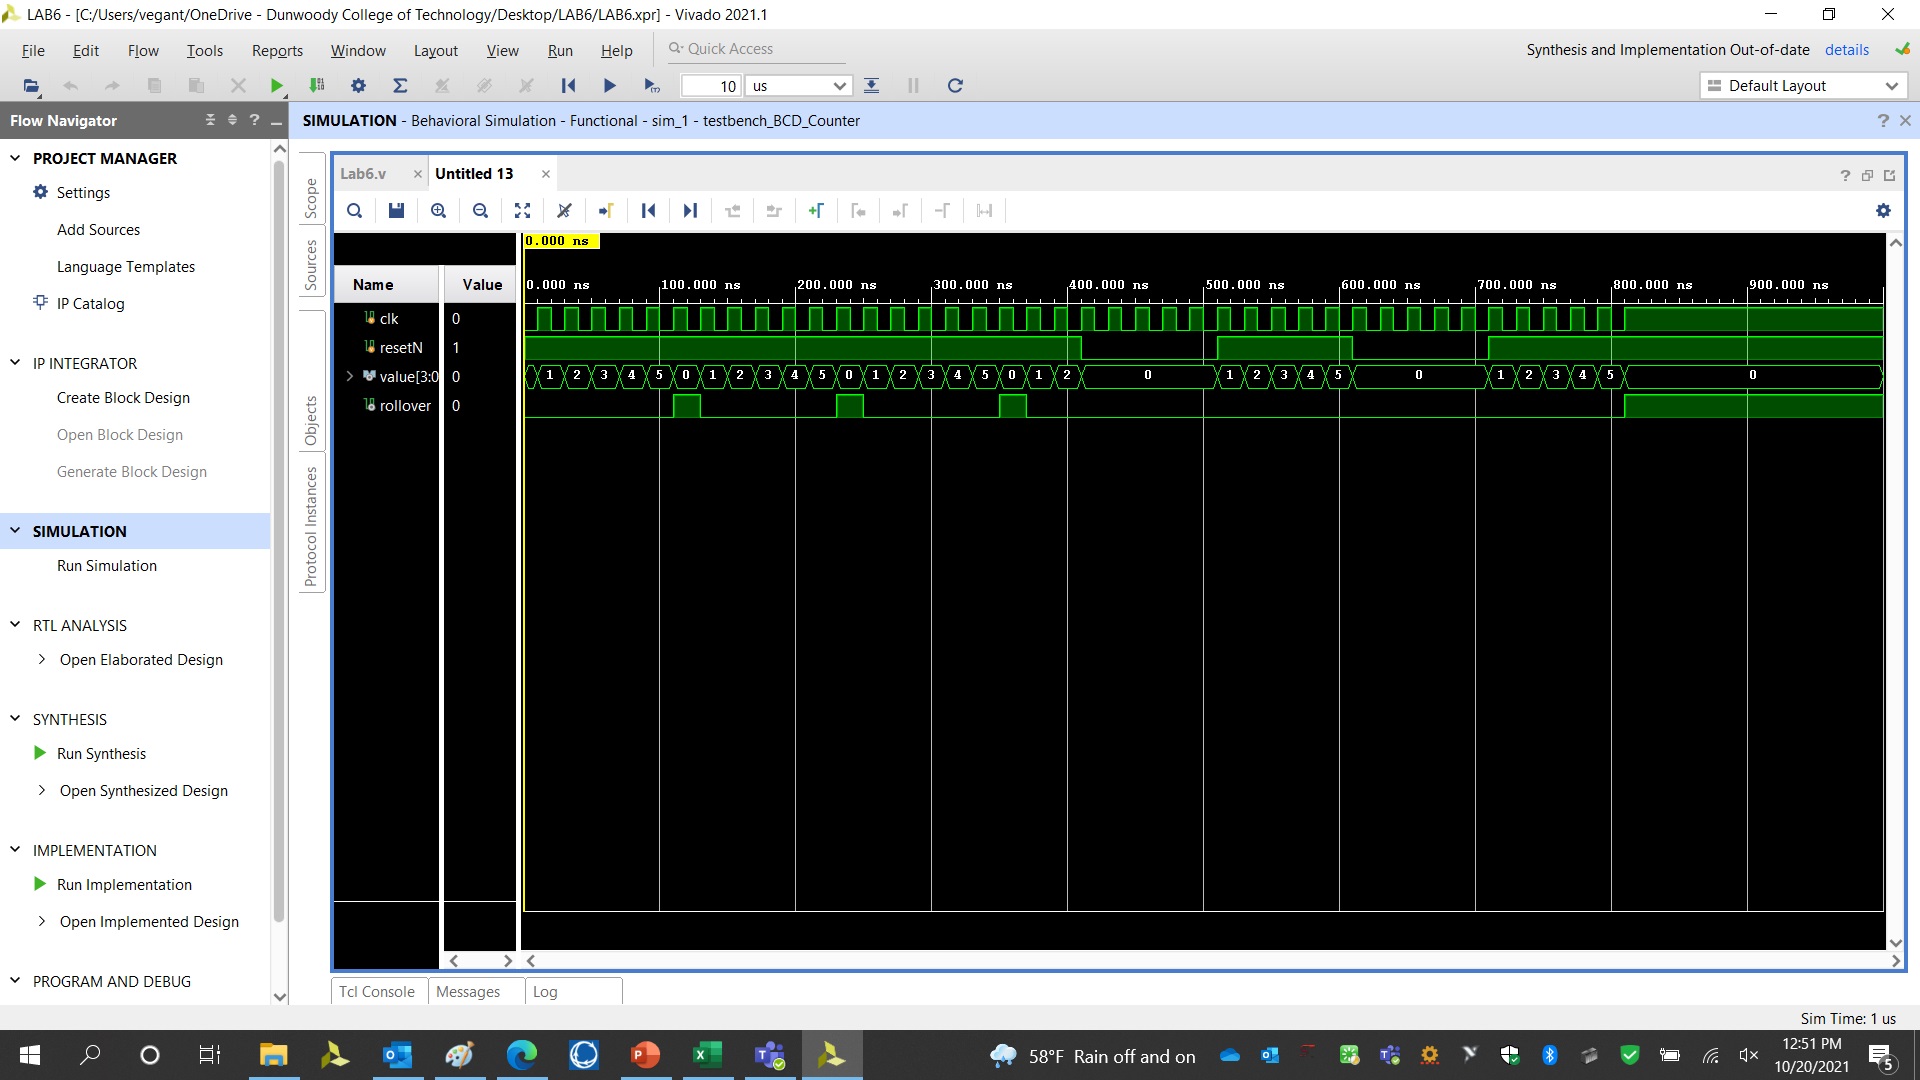 LAB6 - [C:/Users/vegant/OneDrive - Dunwoody College of Technology/Desktop/LAB6/LAB6.xpr] - Vivado 2021.1
File Edit Flow Tools Reports Window Layout View Run Help Quick Access
Synthesis and Implementation Out-of-date details
10 us
Default Layout
Flow Navigator
SIMULATION - Behavioral Simulation - Functional - sim_1 - testbench_BCD_Counter
PROJECT MANAGER
Settings
Add Sources
Language Templates
IP Catalog
IP INTEGRATOR
Create Block Design
Open Block Design
Generate Block Design
SIMULATION
Run Simulation
RTL ANALYSIS
Open Elaborated Design
SYNTHESIS
Run Synthesis
Open Synthesized Design
IMPLEMENTATION
Run Implementation
Open Implemented Design
PROGRAM AND DEBUG
Scope
Sources
Objects
Protocol Instances
Lab6.v Untitled 13
0.000 ns
Name Value
0.000 ns 100.000 ns 200.000 ns 300.000 ns 400.000 ns 500.000 ns 600.000 ns 700.000 ns 800.000 ns 900.000 ns
clk 0
resetN 1
value[3:0 0
1 2 3 4 5 0 1 2 3 4 5 0 1 2 3 4 5 0 1 2 0 1 2 3 4 5 0 1 2 3 4 5 0
rollover 0
Tcl Console Messages Log
Sim Time: 1 us
58°F Rain off and on
12:51 PM
10/20/2021
5